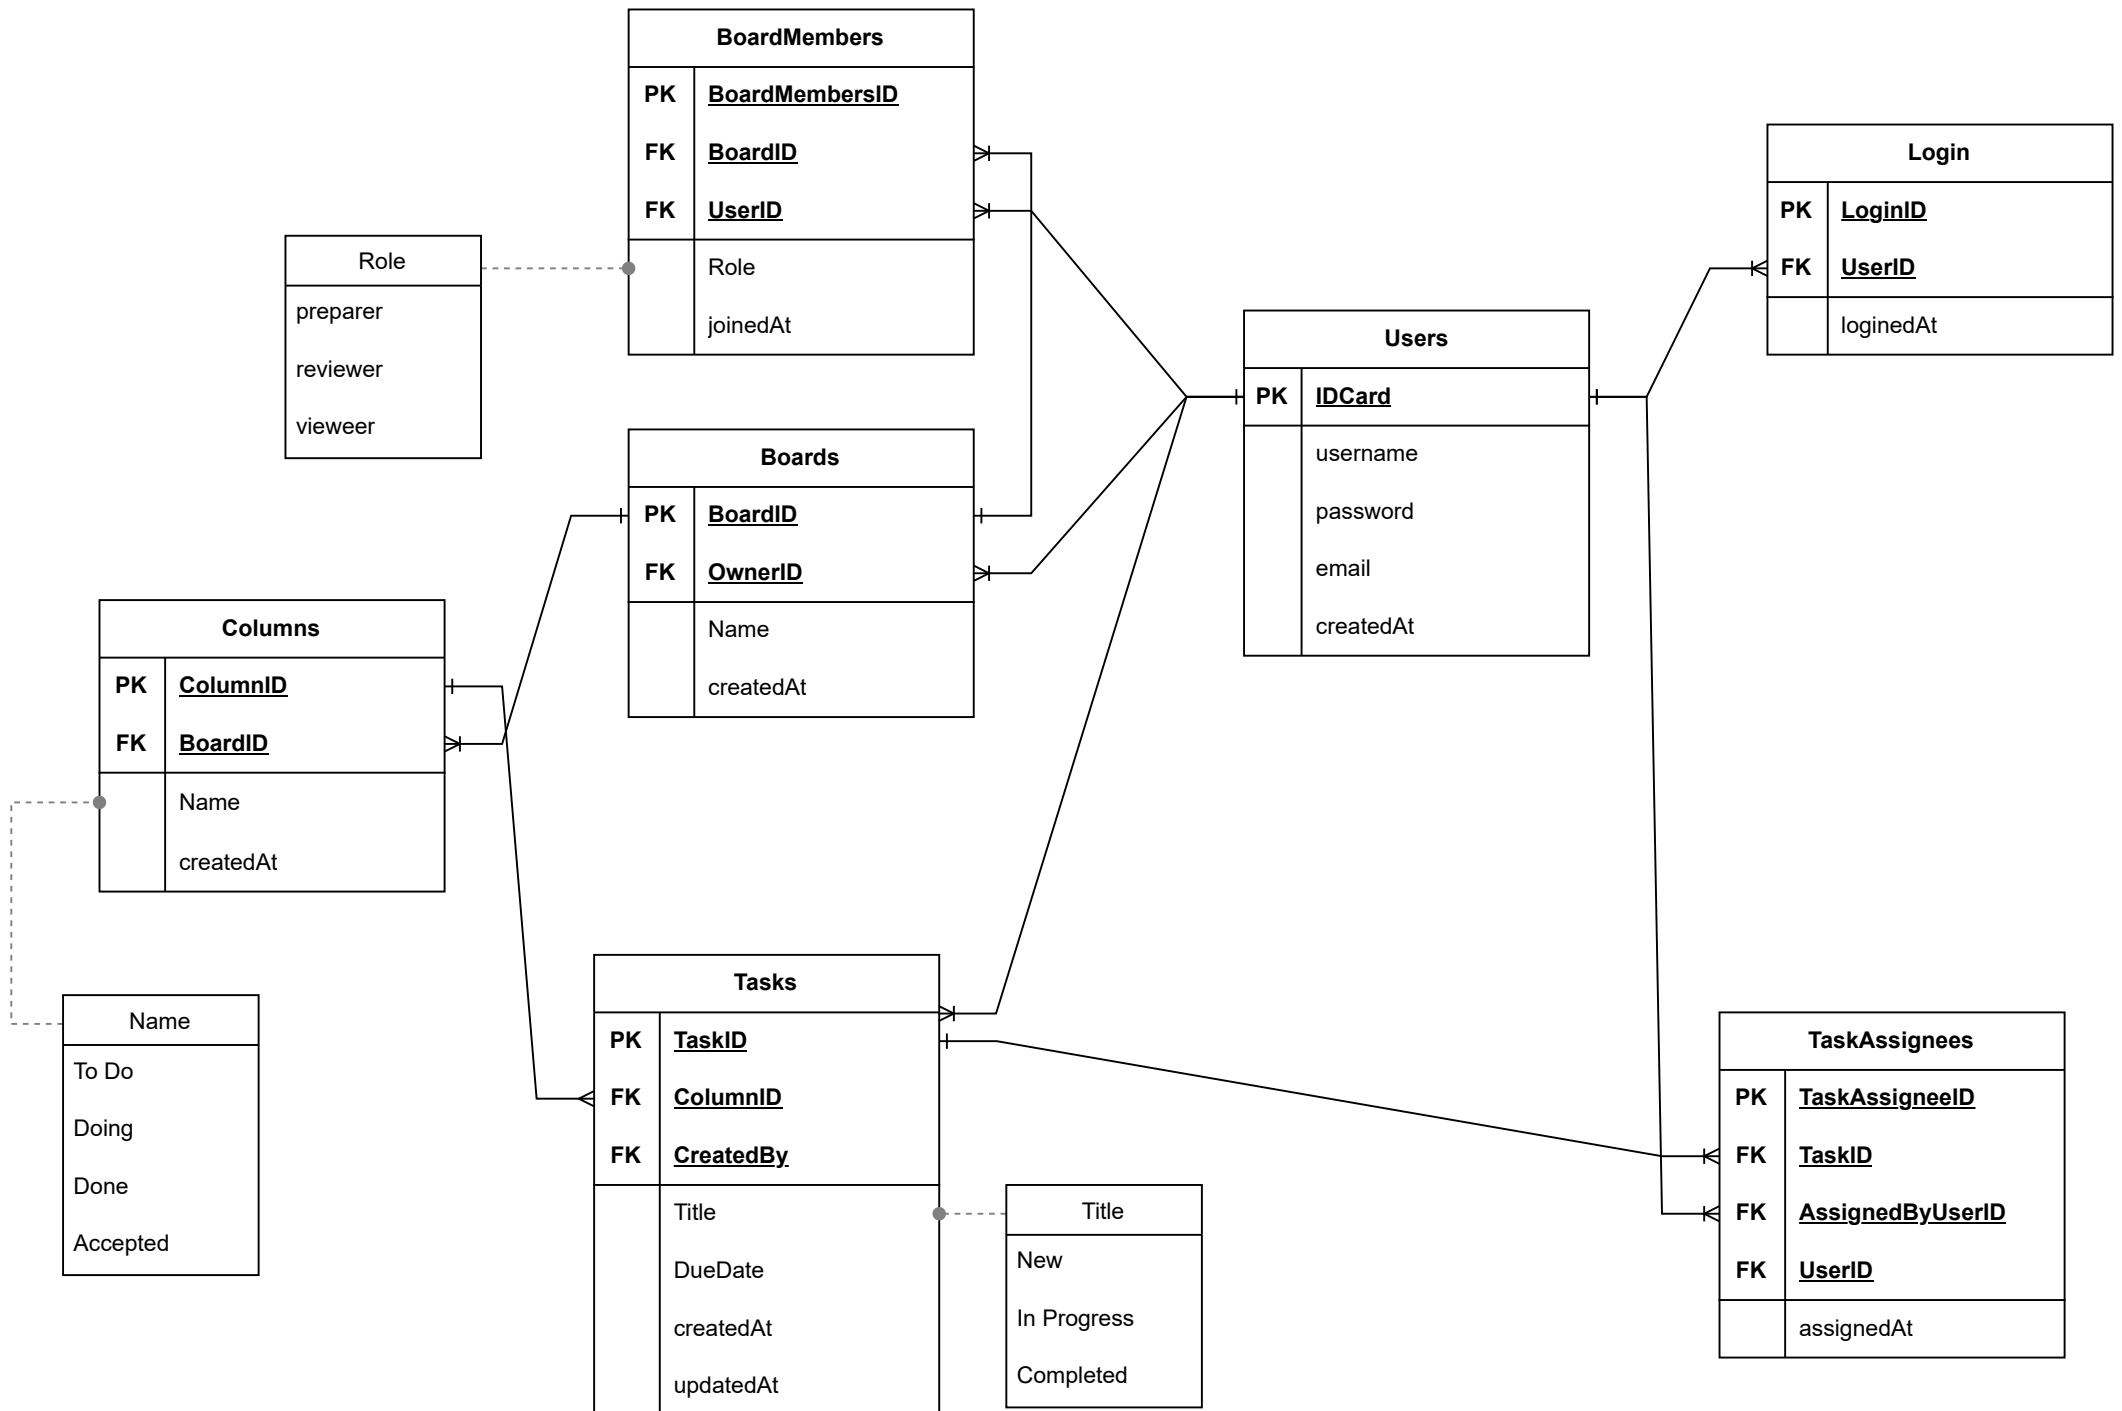 BoardMembers
PK BoardMembersID
FK BoardID
FK UserID
Role
joinedAt
Role
preparer
reviewer
vieweer
Login
PK LoginID
FK UserID
loginedAt
Users
PK IDCard
username
password
email
createdAt
Boards
PK BoardID
FK OwnerID
Name
createdAt
Columns
PK ColumnID
FK BoardID
Name
createdAt
Name
To Do
Doing
Done
Accepted
Tasks
PK TaskID
FK ColumnID
FK CreatedBy
Title
DueDate
createdAt
updatedAt
Title
New
In Progress
Completed
TaskAssignees
PK TaskAssigneeID
FK TaskID
FK AssignedByUserID
FK UserID
assignedAt